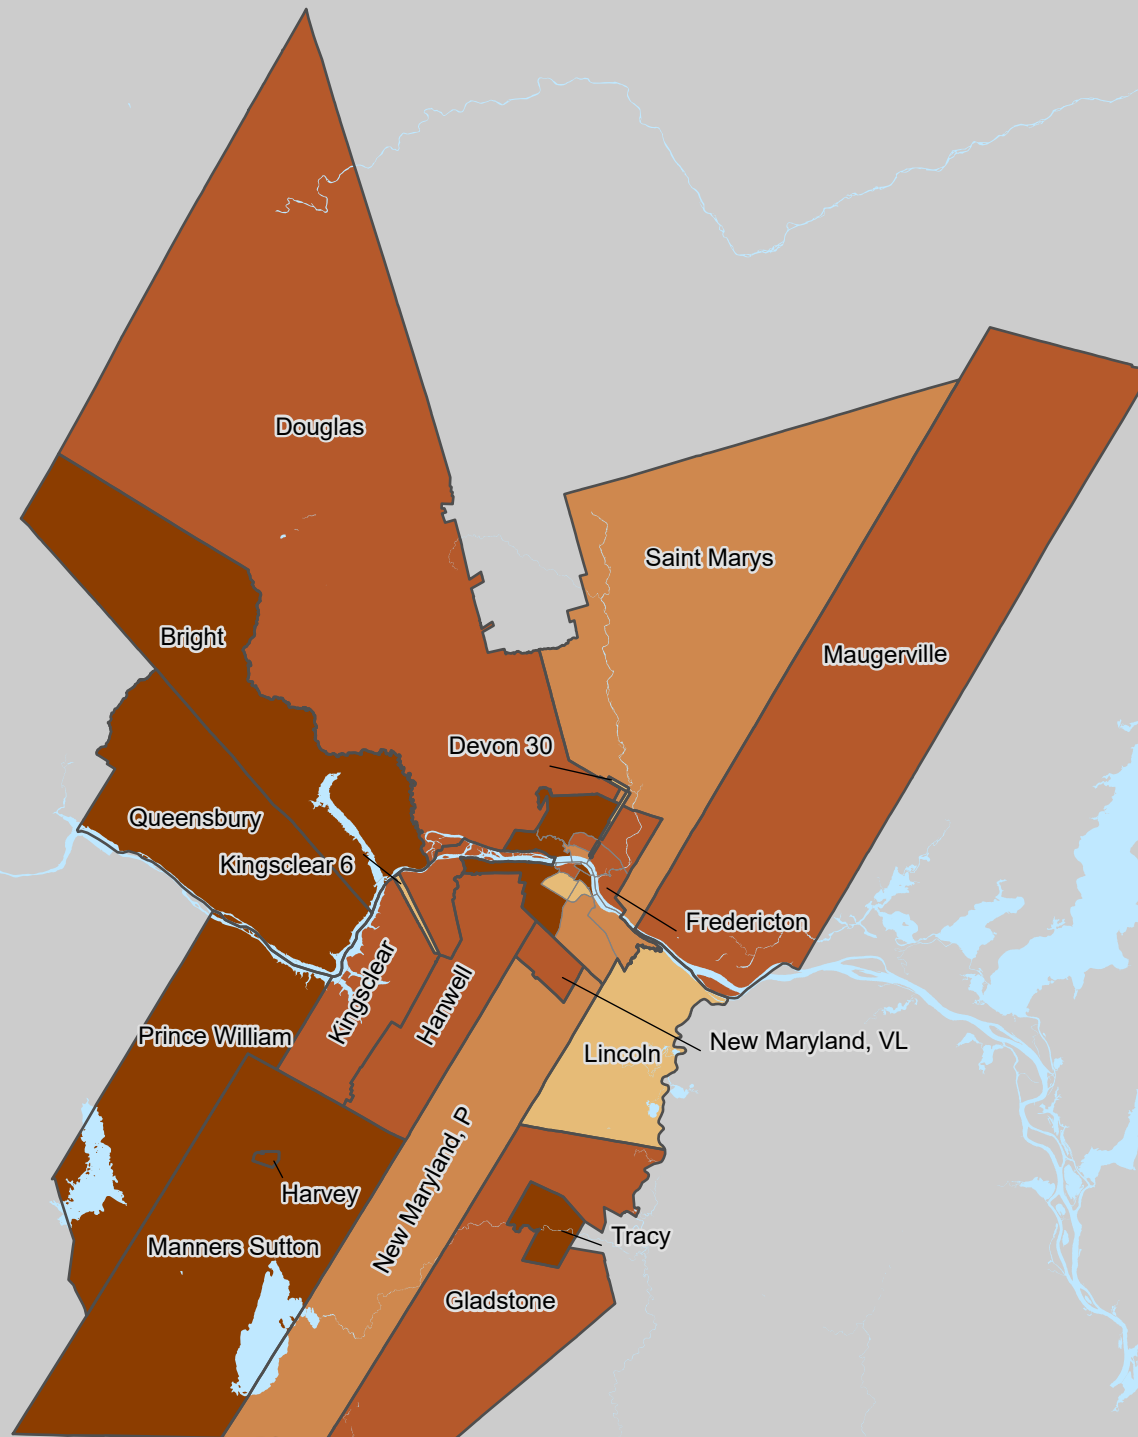 Douglas
Saint Marys
Bright
Maugerville
Devon 30
Queensbury
Kingsclear 6
Fredericton
Kingsclear
Hanwell
Prince William
New Maryland, VL
Lincoln
New Maryland, P
Harvey
Tracy
Manners Sutton
Gladstone